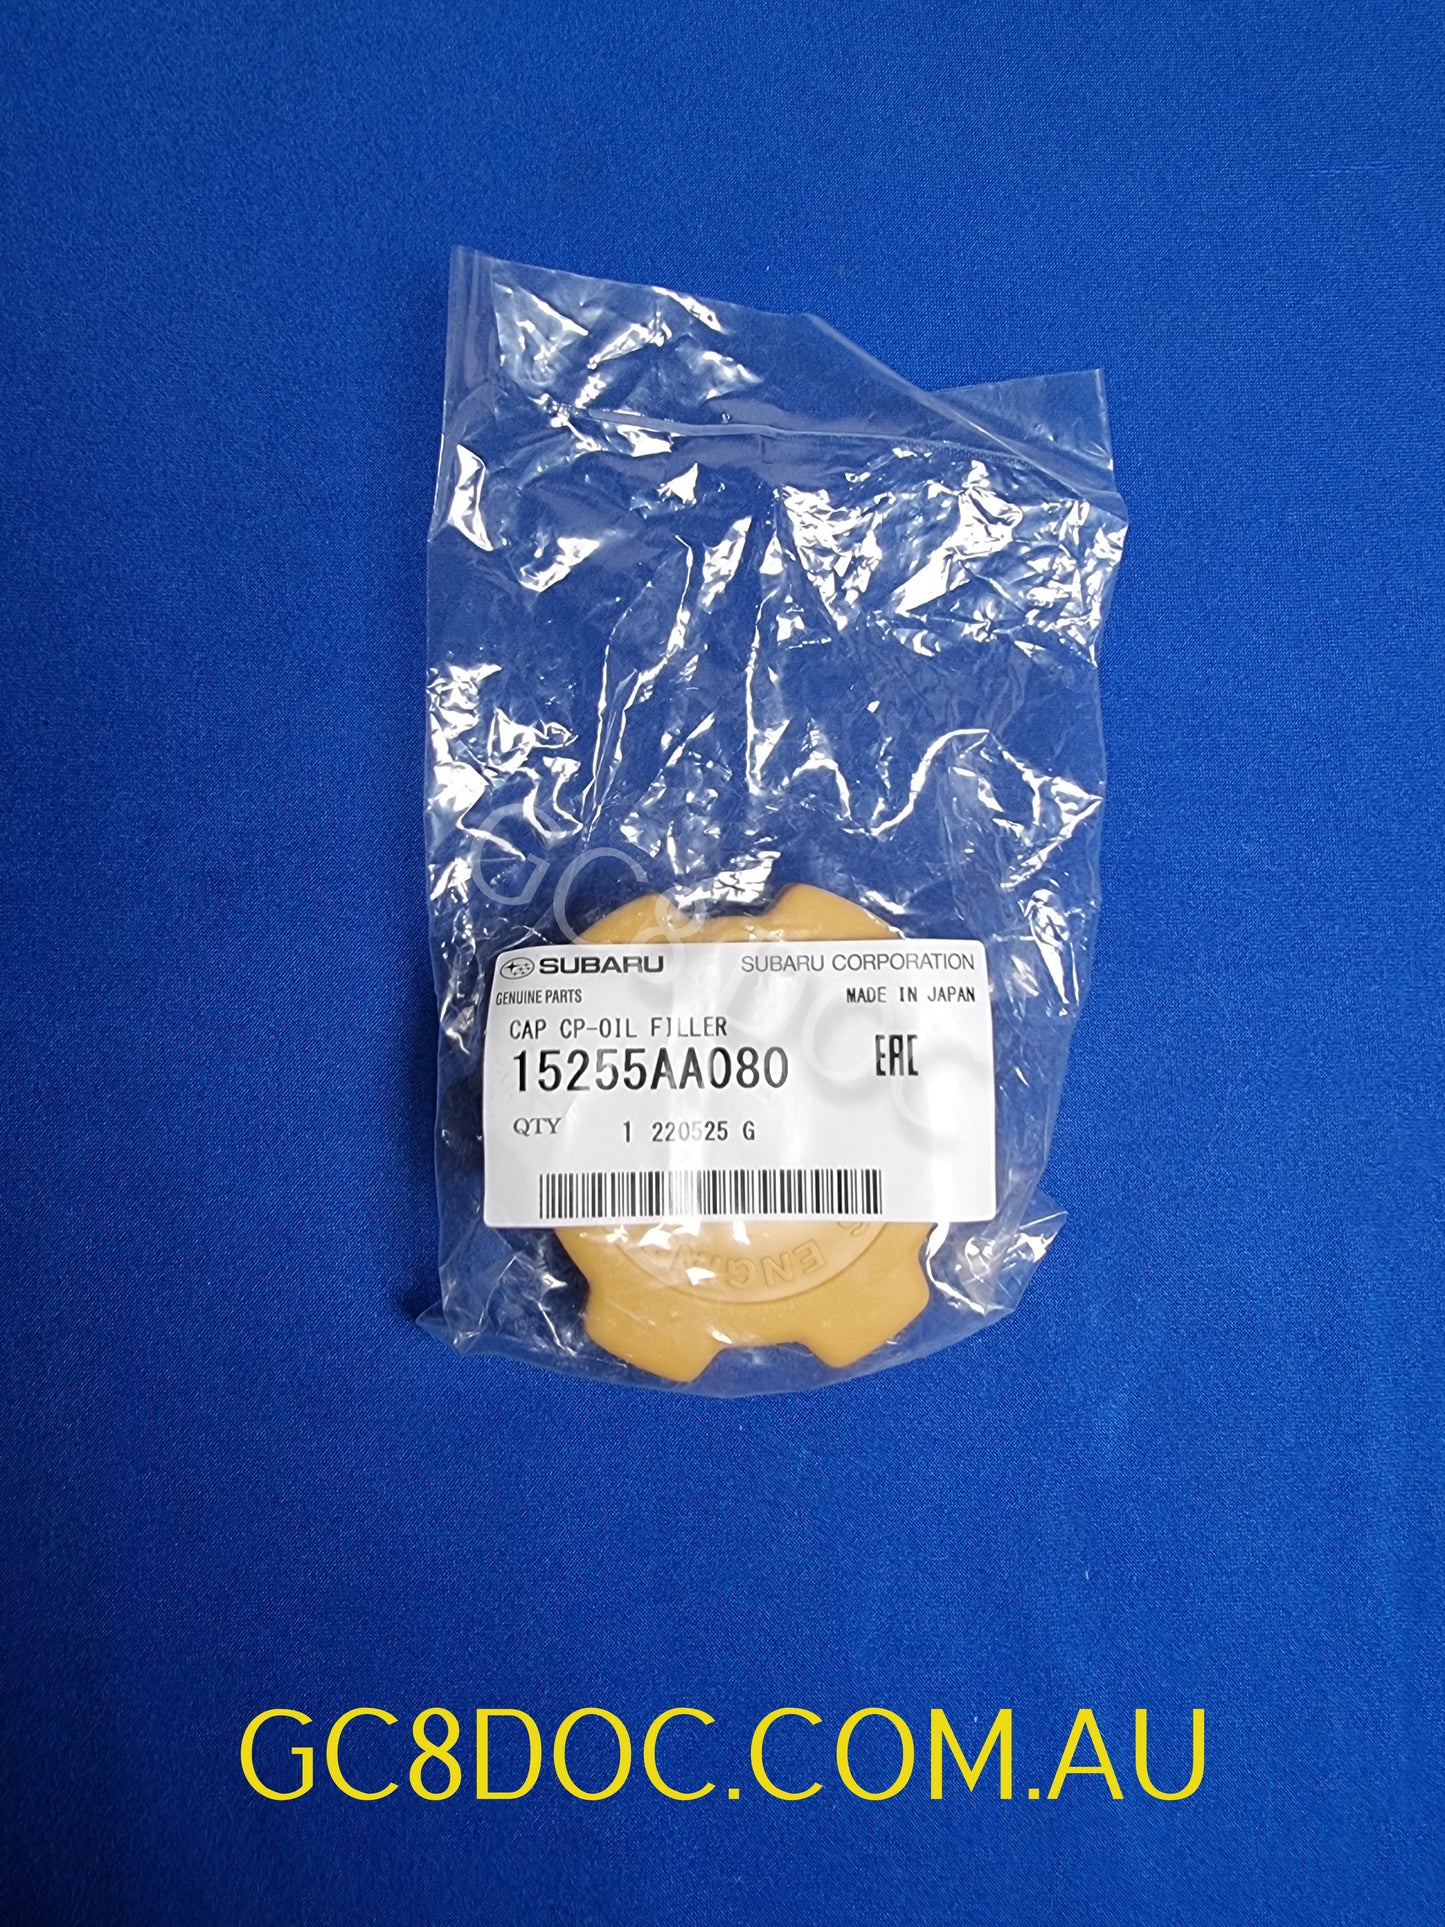 SUBARU SUBARU CORPORATION
GENUINE PARTS MADE IN JAPAN
CAP CP-OIL FILLER
15255AA080 EAC
QTY 1 220525 G
GC8DOC
GC8DOC.COM.AU